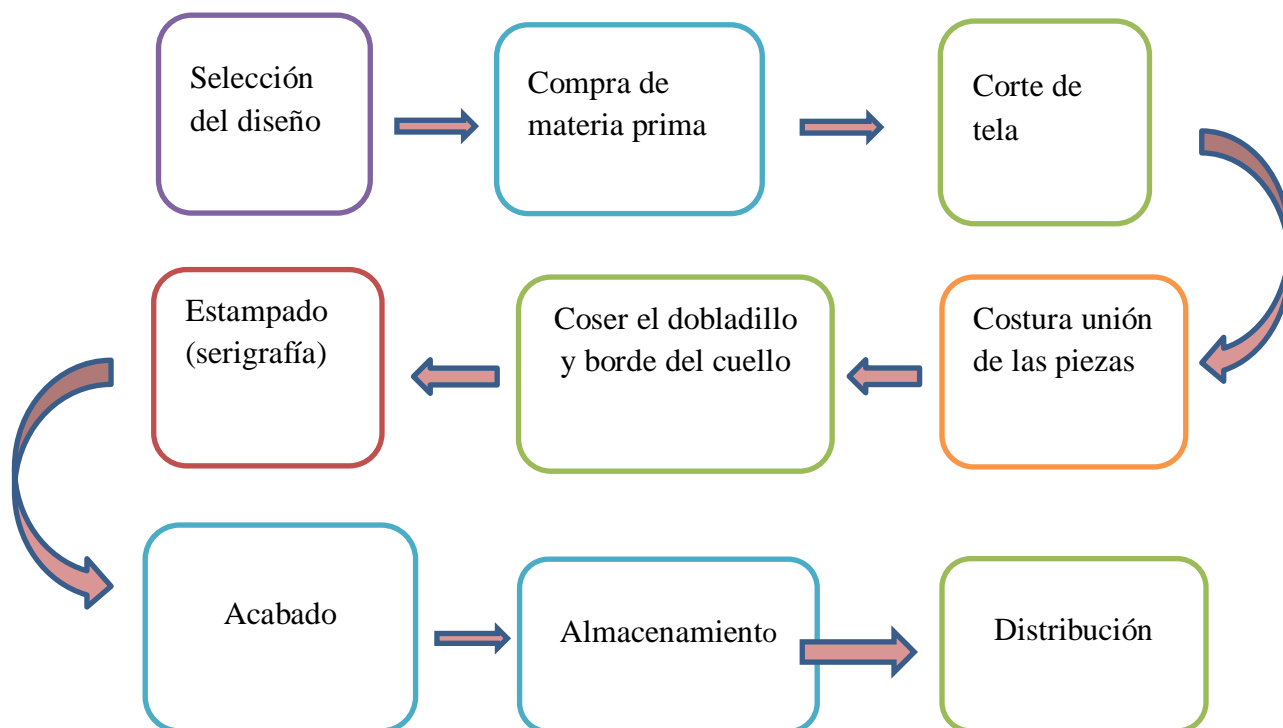 Selección
del diseño
Compra de
materia prima
Corte de
tela
Costura unión
de las piezas
Coser el dobladillo
y borde del cuello
Estampado
(serigrafía)
Acabado
Almacenamiento
Distribución